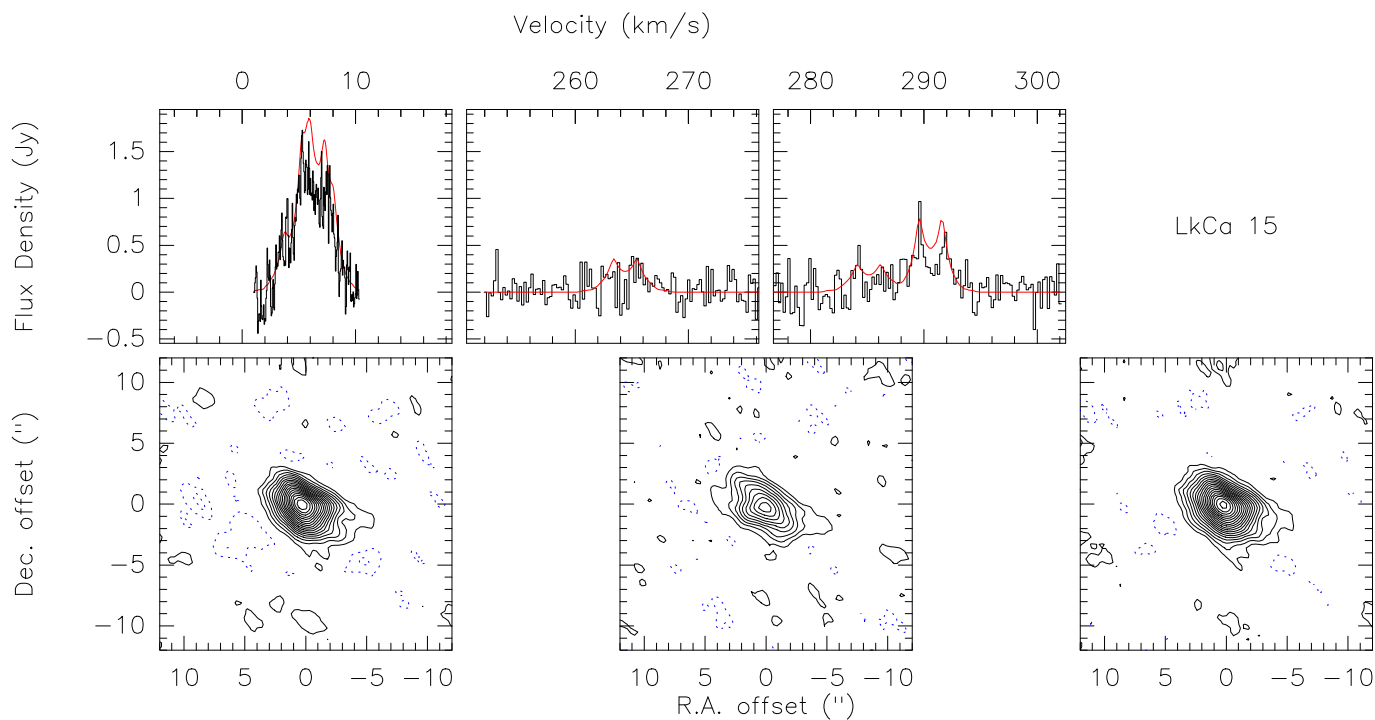 Velocity (km/s)
0 10 260 270 280 290 300
Flux Density (Jy)
1.5
1
0.5
0
−0.5
LkCa 15
Dec. offset (")
10
5
0
−5
−10
10 5 0 −5 −10 10 5 0 −5 −10 10 5 0 −5 −10
R.A. offset (")